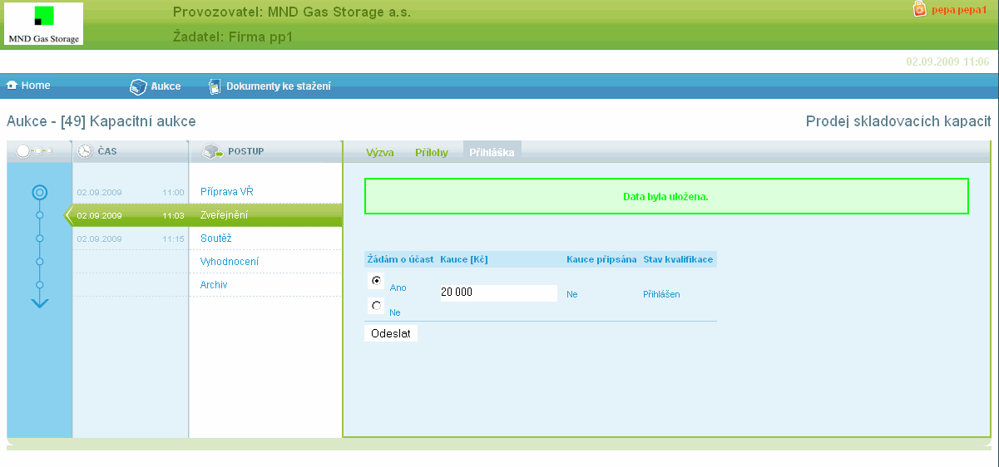 MND Gas Storage
Provozovatel: MND Gas Storage a.s.
Žadatel: Firma pp1
pepa pepa1
02.09.2009 11:06
Home Aukce Dokumenty ke stažení
Aukce - [49] Kapacitní aukce
Prodej skladovacích kapacit
ČAS POSTUP
02.09.2009 11:00 Příprava VŘ
02.09.2009 11:03 Zveřejnění
02.09.2009 11:15 Soutěž
Vyhodnocení
Archiv
Výzva Přílohy Přihláška
Data byla uložena.
Žádám o účast Kauce [Kč] Kauce připsána Stav kvalifikace
Ano 20 000 Ne Přihlášen
Ne
Odeslat